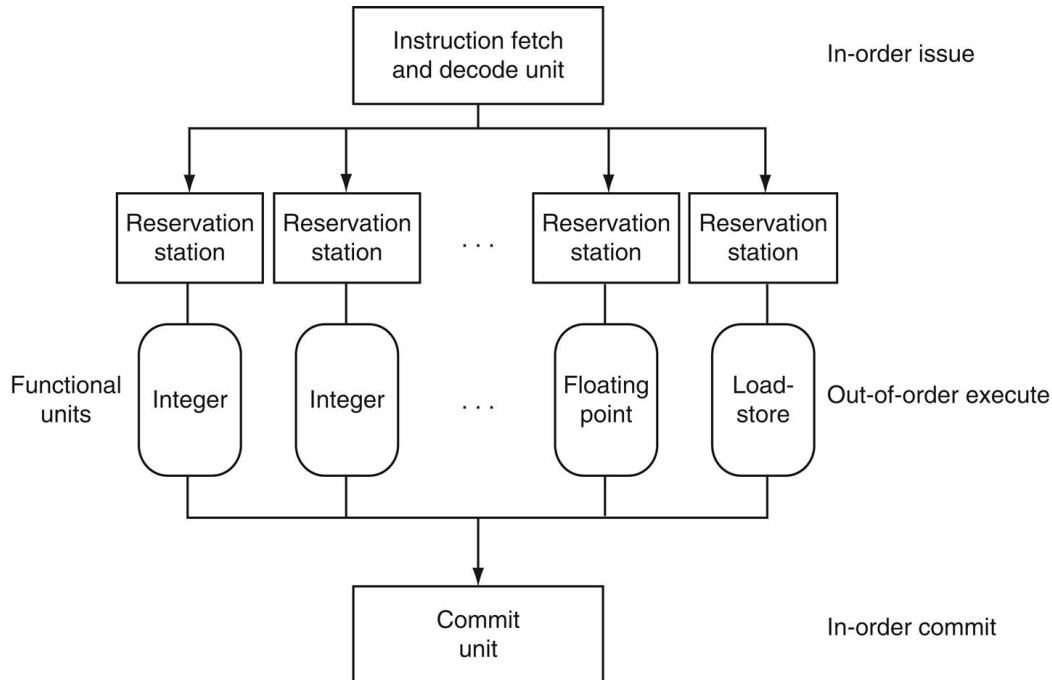 Instruction fetch
and decode unit
In-order issue
Reservation
station
Reservation
station
. . .
Reservation
station
Reservation
station
Functional
units
Integer
Integer
. . .
Floating
point
Load-
store
Out-of-order execute
Commit
unit
In-order commit